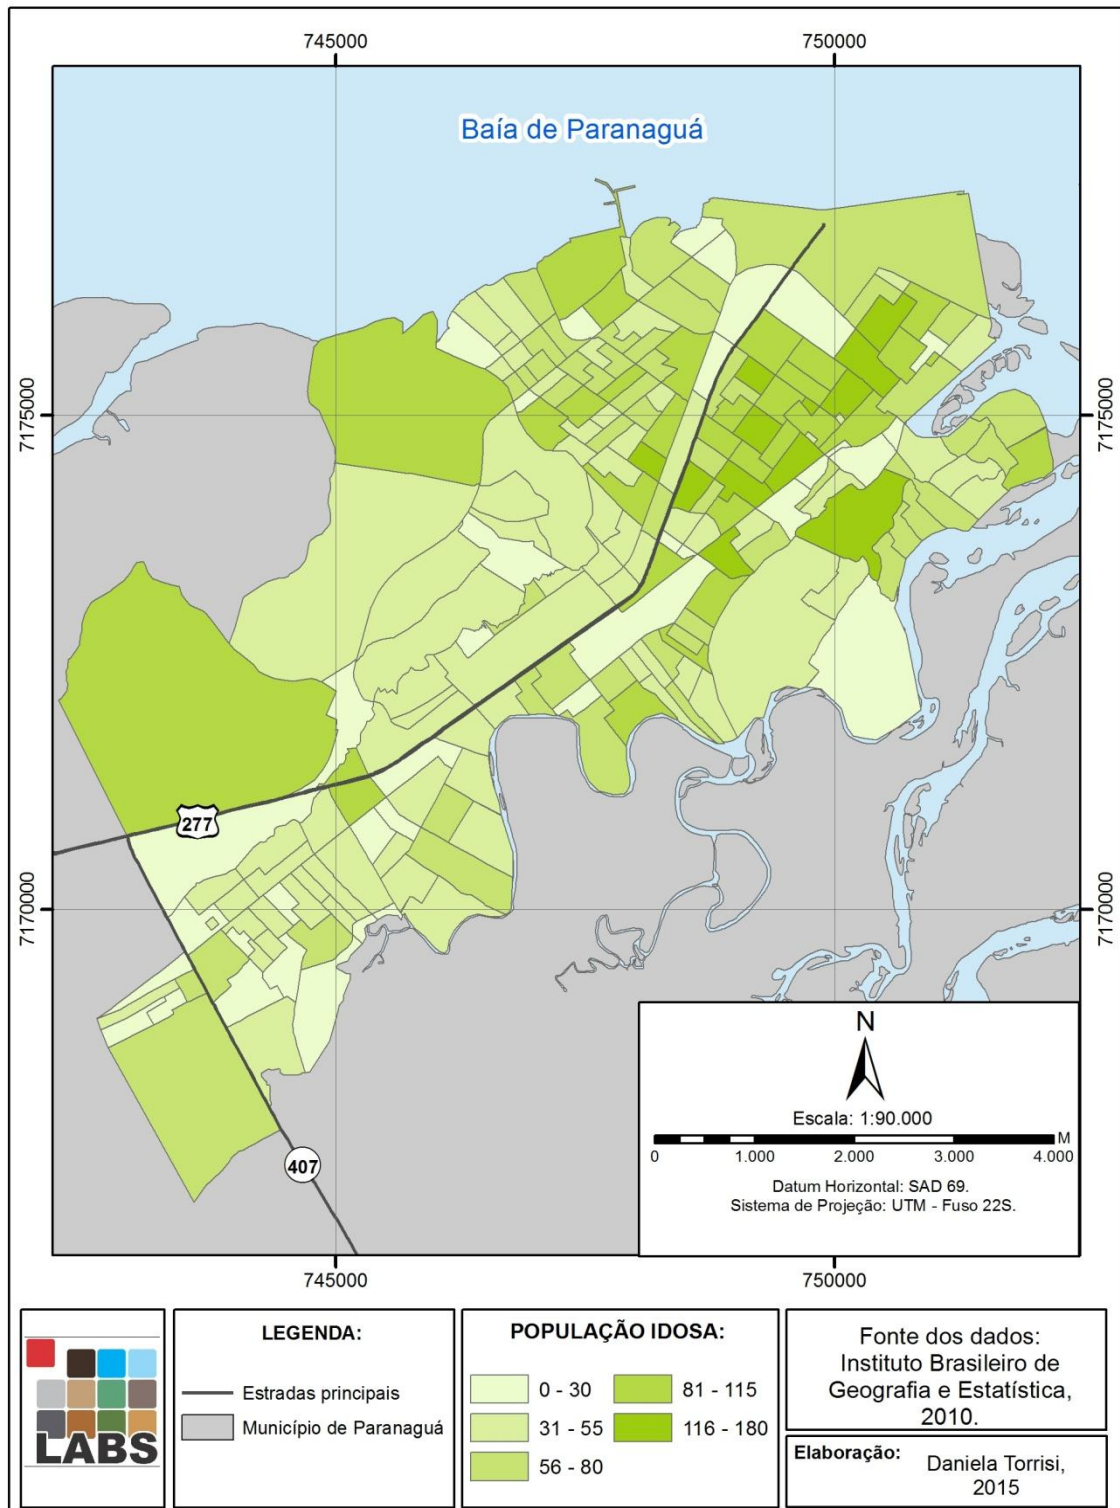 745000
750000
Baía de Paranaguá
7175000
7175000
277
7170000
7170000
407
N
Escala: 1:90.000
M
0
1.000
2.000
3.000
4.000
Datum Horizontal: SAD 69.
Sistema de Projeção: UTM - Fuso 22S.
745000
750000
LABS
LEGENDA:
Estradas principais
Município de Paranaguá
POPULAÇÃO IDOSA:
0 - 30
81 - 115
31 - 55
116 - 180
56 - 80
Fonte dos dados:
Instituto Brasileiro de
Geografia e Estatística,
2010.
Elaboração:
Daniela Torrisi,
2015